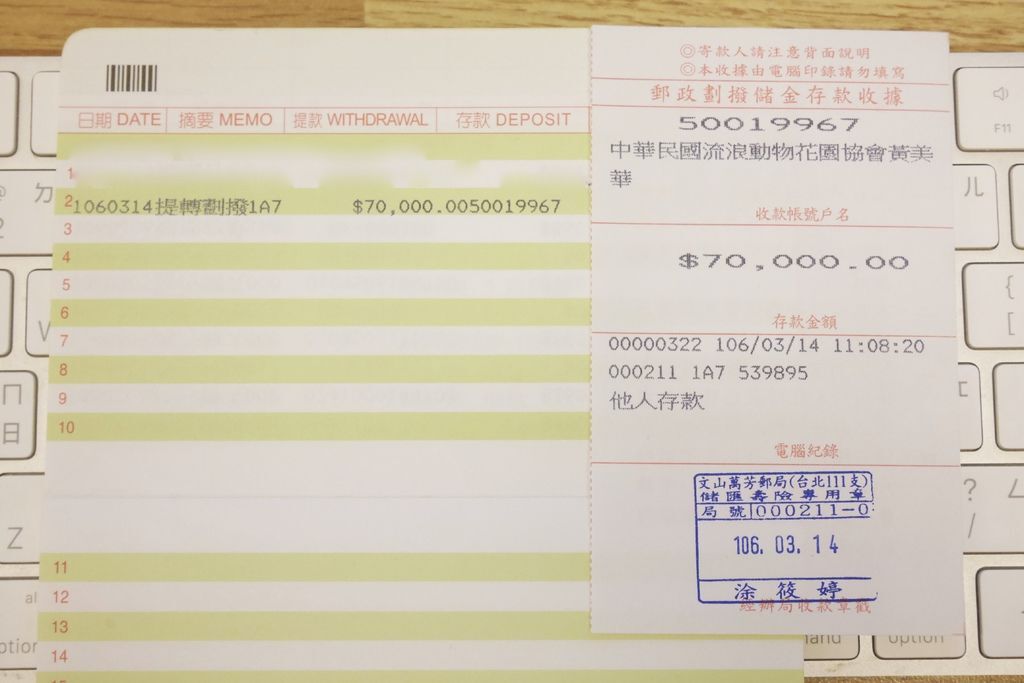 日期 DATE 摘要 MEMO 提款 WITHDRAWAL 存款 DEPOSIT
1
2 1060314提轉劃撥1A7 $70,000.0050019967
3
4
5
6
7
8
9
10
11
12
13
14
◎寄款人請注意背面說明
◎本收據由電腦印錄請勿填寫
郵政劃撥儲金存款收據
50019967
中華民國流浪動物花園協會黃美
華
收款帳號戶名
$70,000.00
存款金額
00000322 106/03/14 11:08:20
000211 1A7 539895
他人存款
電腦紀錄
文山萬芳郵局(台北111支)
儲匯壽險專用章
局號 000211-0
106. 03. 14
涂筱婷
經辦局收款章戳
F11
ㄉ
2
ㄦ
{
[
ㄇ
日
Z
?
/
ㄥ
option